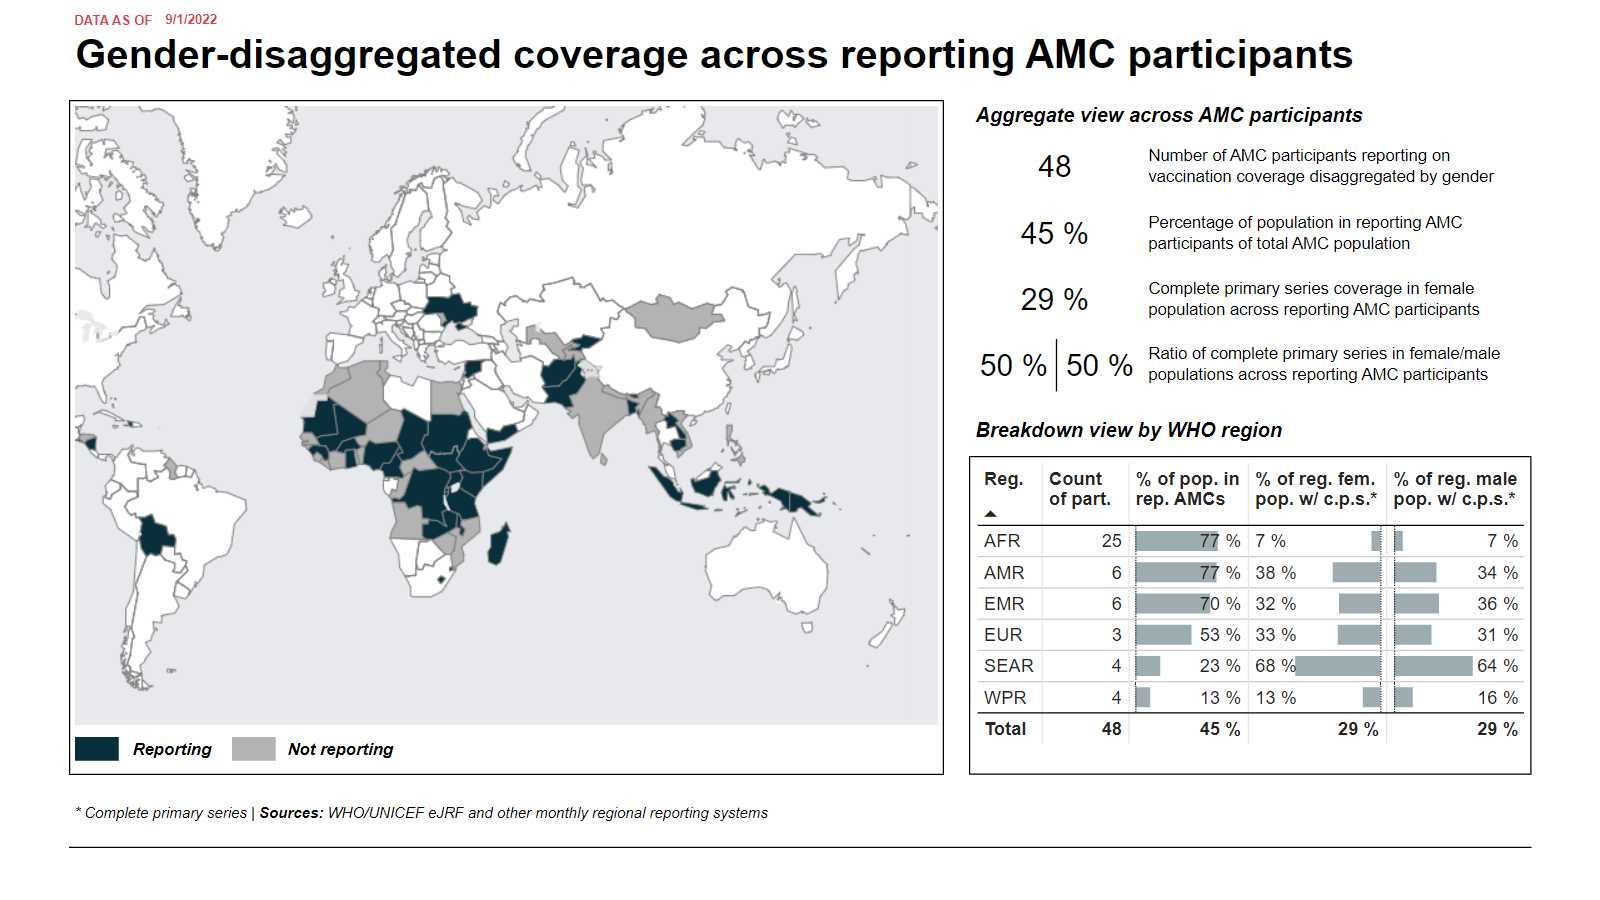 DATA AS OF 9/1/2022
Gender-disaggregated coverage across reporting AMC participants
Reporting
Not reporting
Aggregate view across AMC participants
48
Number of AMC participants reporting on
vaccination coverage disaggregated by gender
45 %
Percentage of population in reporting AMC
participants of total AMC population
29 %
Complete primary series coverage in female
population across reporting AMC participants
50 % | 50 %
Ratio of complete primary series in female/male
populations across reporting AMC participants
Breakdown view by WHO region
Reg. Count % of pop. in % of reg. fem. % of reg. male
of part. rep. AMCs pop. w/ c.p.s.* pop. w/ c.p.s.*
AFR 25 77 % 7 % 7 %
AMR 6 77 % 38 % 34 %
EMR 6 70 % 32 % 36 %
EUR 3 53 % 33 % 31 %
SEAR 4 23 % 68 % 64 %
WPR 4 13 % 13 % 16 %
Total 48 45 % 29 % 29 %
* Complete primary series | Sources: WHO/UNICEF eJRF and other monthly regional reporting systems